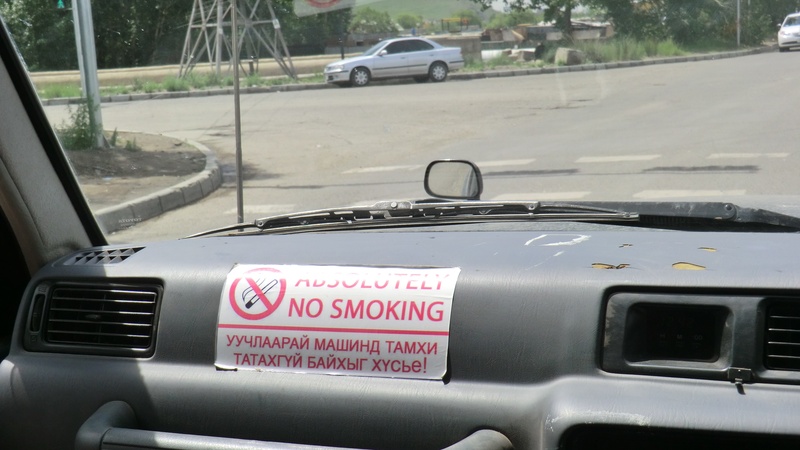 ABSOLUTELY
NO SMOKING
УУЧЛААРАЙ МАШИНД ТАМХИ
ТАТАХГҮЙ БАЙХЫГ ХҮСЬе!